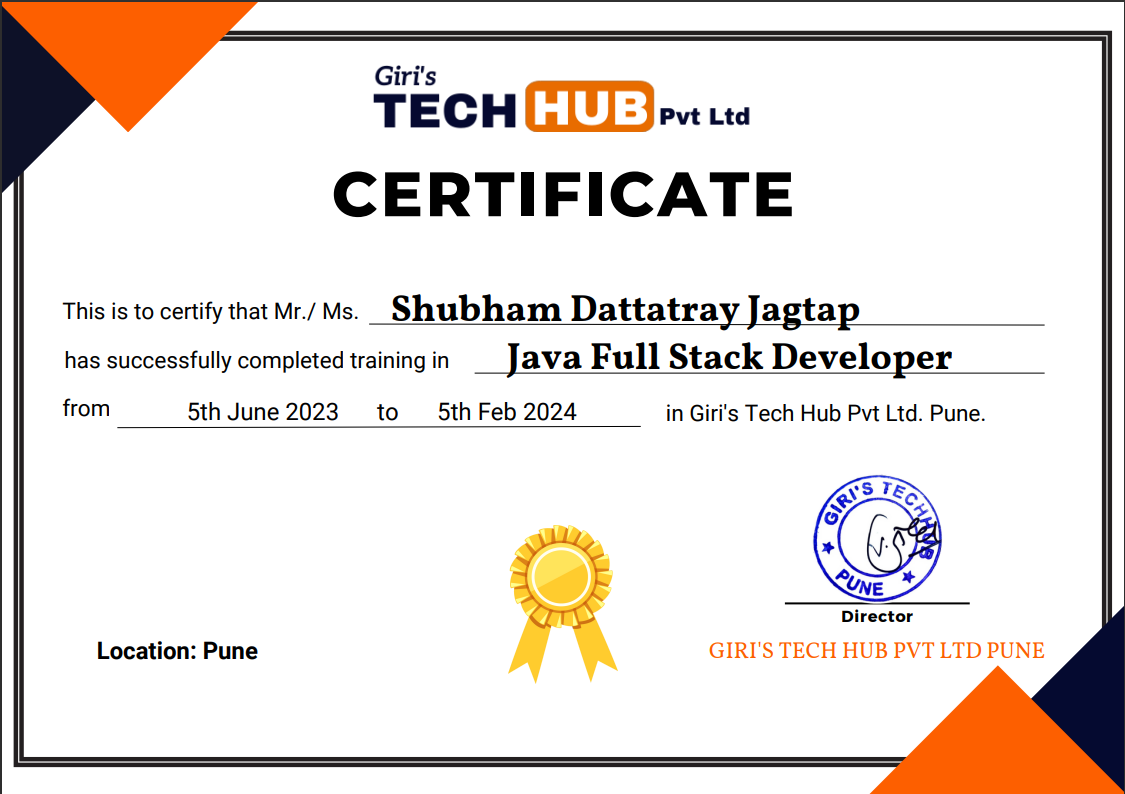 Giri's
TECH HUB Pvt Ltd
CERTIFICATE
This is to certify that Mr./ Ms. Shubham Dattatray Jagtap
has successfully completed training in Java Full Stack Developer
from 5th June 2023 to 5th Feb 2024 in Giri's Tech Hub Pvt Ltd. Pune.
GIRI'S TECHHUB
PUNE
Director
Location: Pune
GIRI'S TECH HUB PVT LTD PUNE